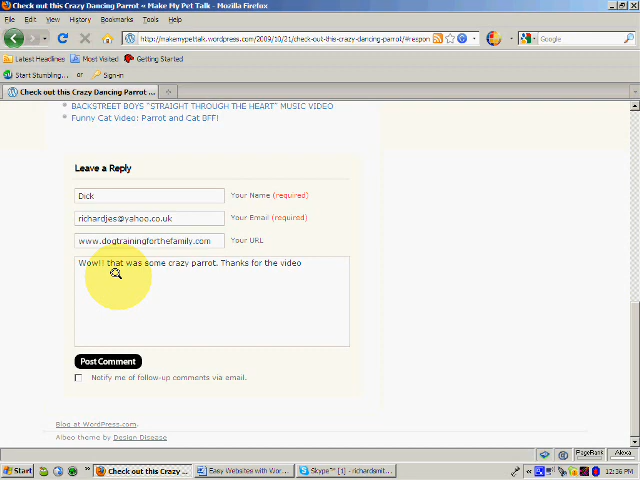 Check out this Crazy Dancing Parrot « Make My Pet Talk - Mozilla Firefox
File Edit View History Bookmarks Tools Help
http://makemypettalk.wordpress.com/2009/10/21/check-out-this-crazy-dancing-parrot/#respon
Google
Latest Headlines Most Visited Getting Started
Start Stumbling... or Sign-in
Check out this Crazy Dancing Parrot ...
BACKSTREET BOYS "STRAIGHT THROUGH THE HEART" MUSIC VIDEO
Funny Cat Video: Parrot and Cat BFF!
Leave a Reply
Dick Your Name (required)
richardjes@yahoo.co.uk Your Email (required)
www.dogtrainingforthefamily.com Your URL
Wow!! that was some crazy parrot. Thanks for the video
Post Comment
Notify me of follow-up comments via email.
Blog at WordPress.com.
Albeo theme by Design Disease
PageRank Alexa
Start Check out this Crazy ... Easy Websites with Wor... Skype™ [1] - richardsmit... 12:36 PM